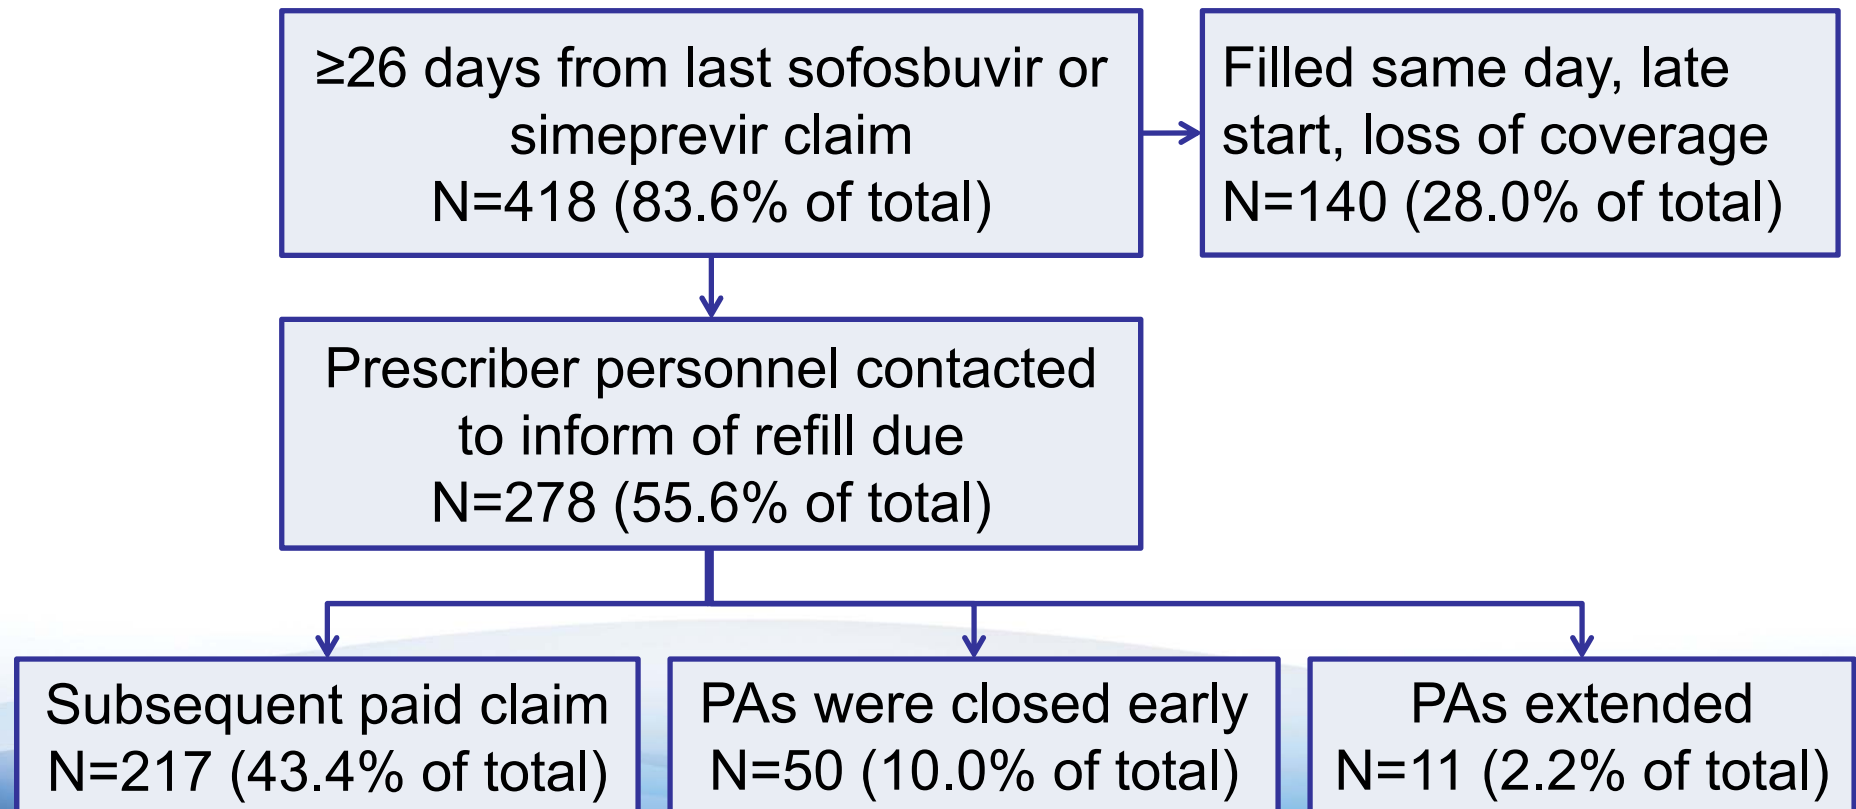 ≥26 days from last sofosbuvir or
simeprevir claim
N=418 (83.6% of total)
Filled same day, late
start, loss of coverage
N=140 (28.0% of total)
Prescriber personnel contacted
to inform of refill due
N=278 (55.6% of total)
Subsequent paid claim
N=217 (43.4% of total)
PAs were closed early
N=50 (10.0% of total)
PAs extended
N=11 (2.2% of total)